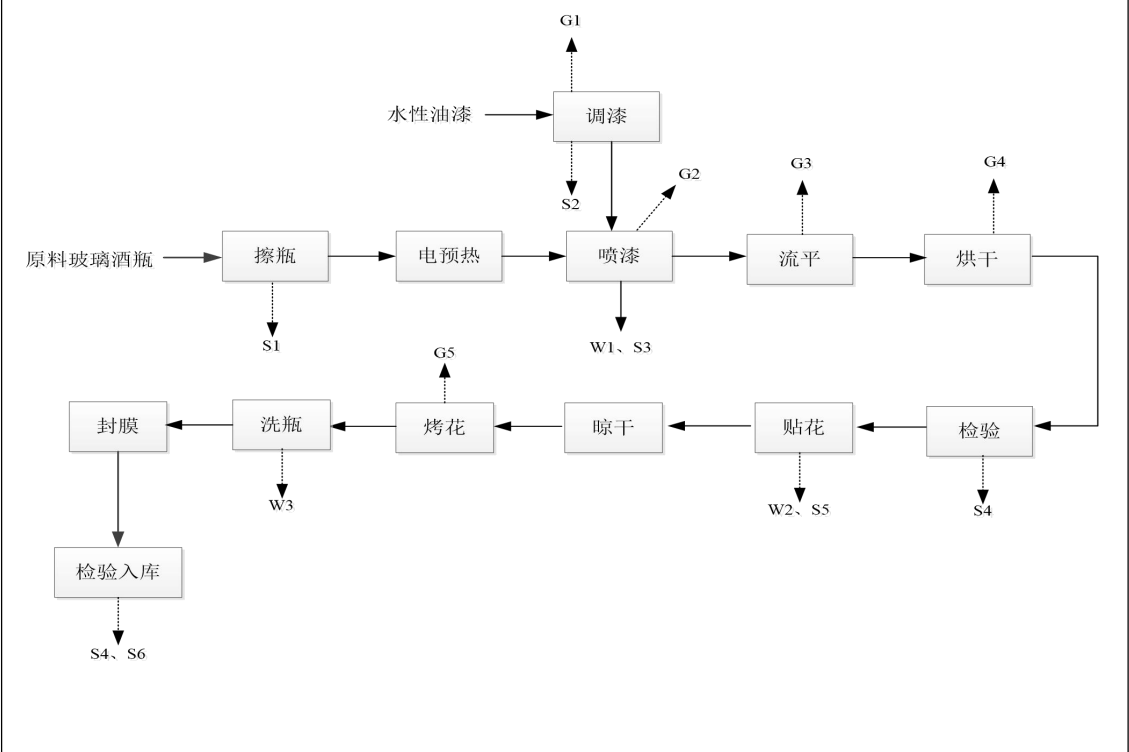 G1
水性油漆
调漆
G2
G3
G4
S2
原料玻璃酒瓶
擦瓶
电预热
喷漆
流平
烘干
S1
W1、S3
G5
封膜
洗瓶
烤花
晾干
贴花
检验
W3
W2、S5
S4
检验入库
S4、S6